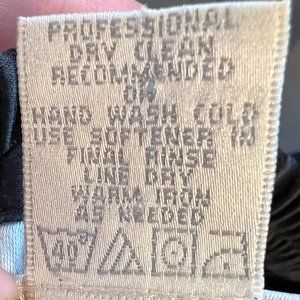 PROFESSIONAL
DRY CLEAN
RECOMMENDED
OR
HAND WASH COLD
USE SOFTENER IN
FINAL RINSE
LINE DRY
WARM IRON
AS NEEDED
40°